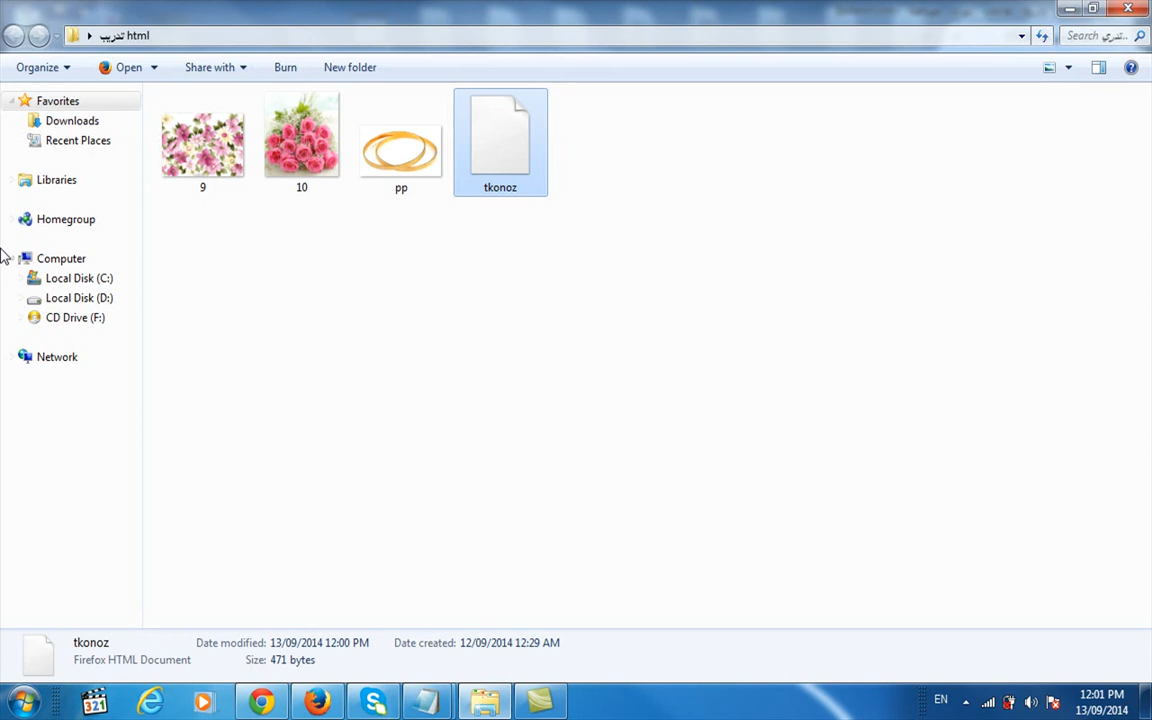 html تدريب
Search تدري...
Organize
Open
Share with
Burn
New folder
Favorites
Downloads
Recent Places
Libraries
Homegroup
Computer
Local Disk (C:)
Local Disk (D:)
CD Drive (F:)
Network
9
10
pp
tkonoz
tkonoz
Date modified: 13/09/2014 12:00 PM
Date created: 12/09/2014 12:29 AM
Firefox HTML Document
Size: 471 bytes
321
EN
12:01 PM
13/09/2014